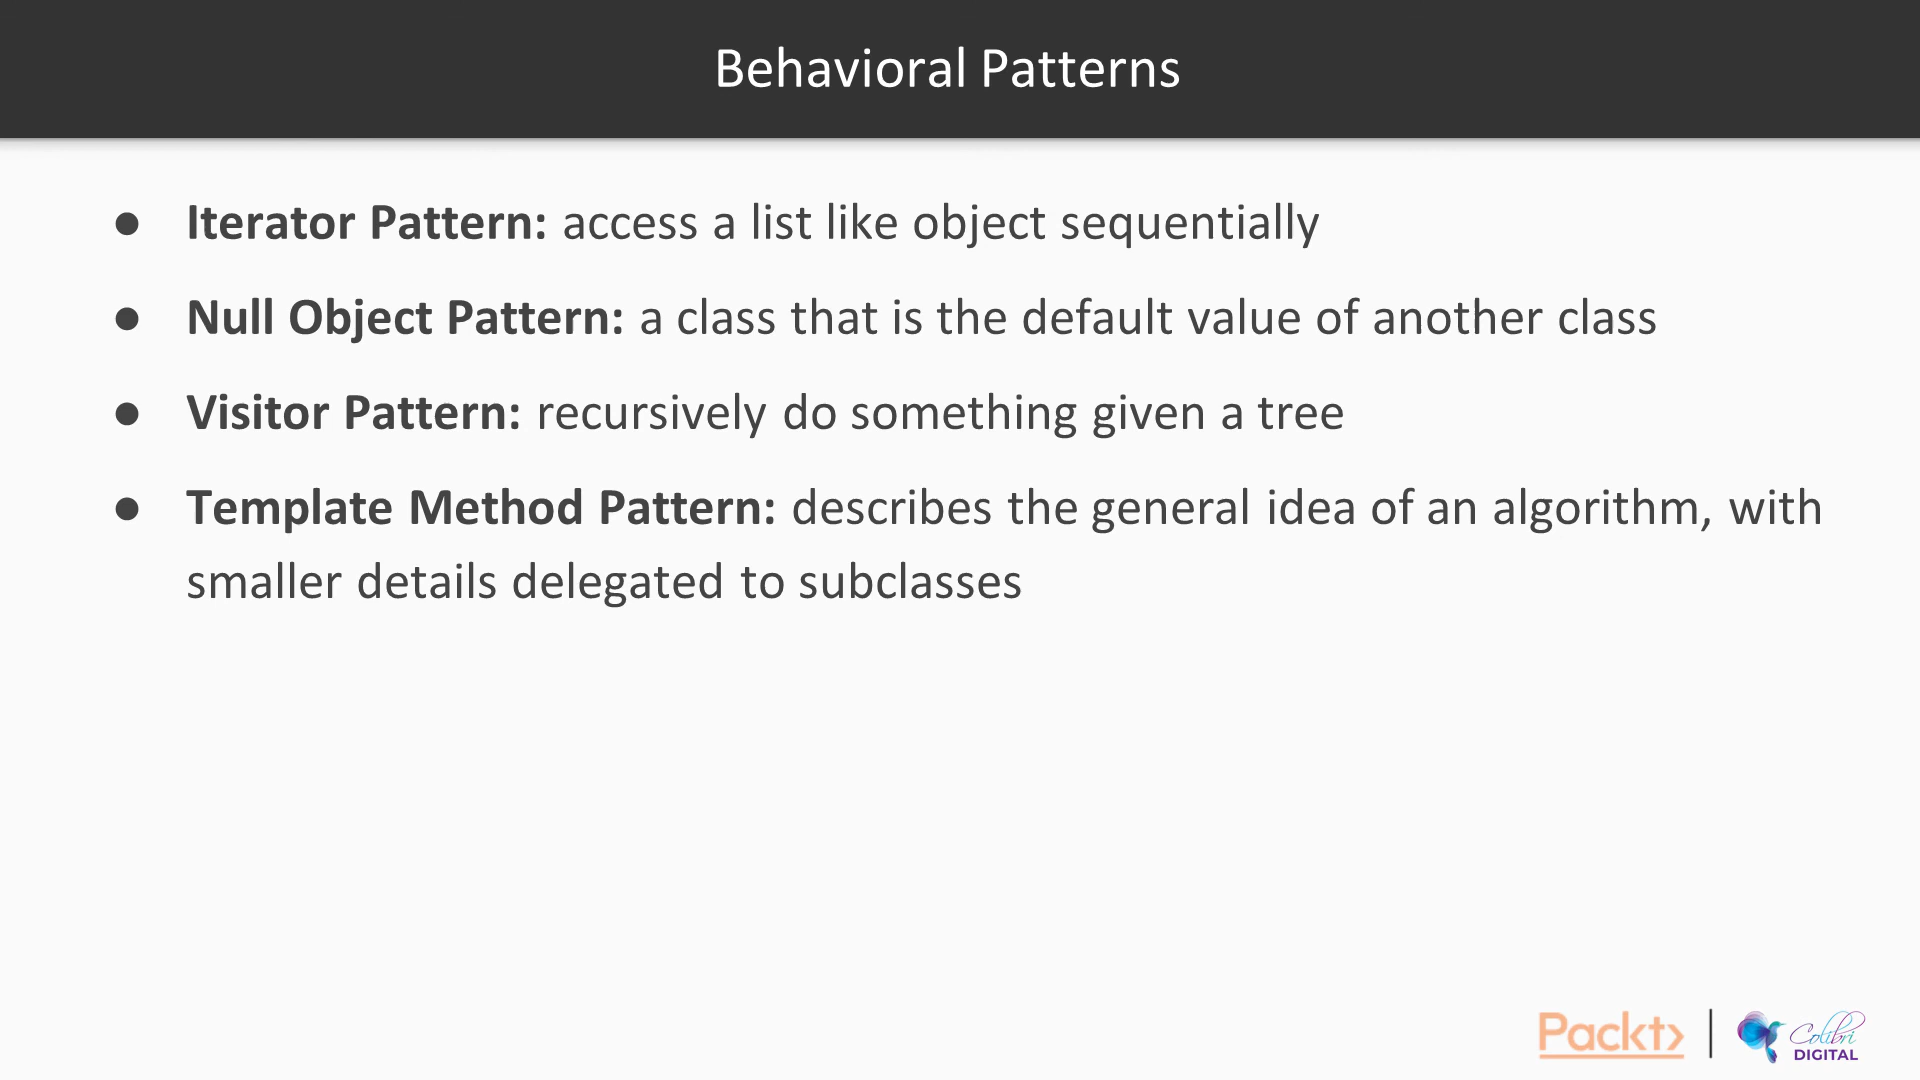 Behavioral Patterns
● Iterator Pattern: access a list like object sequentially
● Null Object Pattern: a class that is the default value of another class
● Visitor Pattern: recursively do something given a tree
● Template Method Pattern: describes the general idea of an algorithm, with
smaller details delegated to subclasses
Packt>
Colibri
DIGITAL